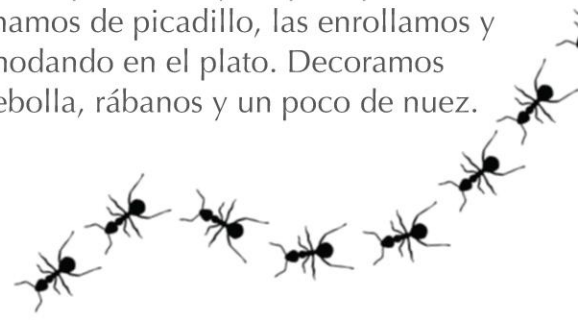 namos de picadillo, las enrollamos y
nodando en el plato. Decoramos
ebolla, rábanos y un poco de nuez.